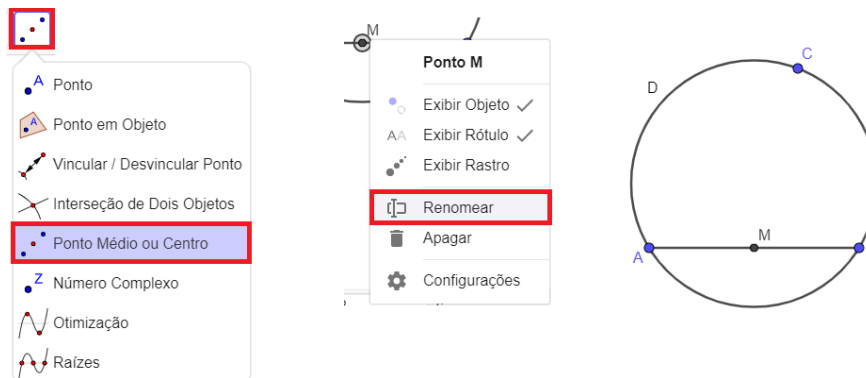 A Ponto
A Ponto em Objeto
Vincular / Desvincular Ponto
Interseção de Dois Objetos
Ponto Médio ou Centro
Z Número Complexo
Otimização
Raízes
M
Ponto M
Exibir Objeto
AA Exibir Rótulo
Exibir Rastro
Renomear
Apagar
Configurações
C
D
M
A